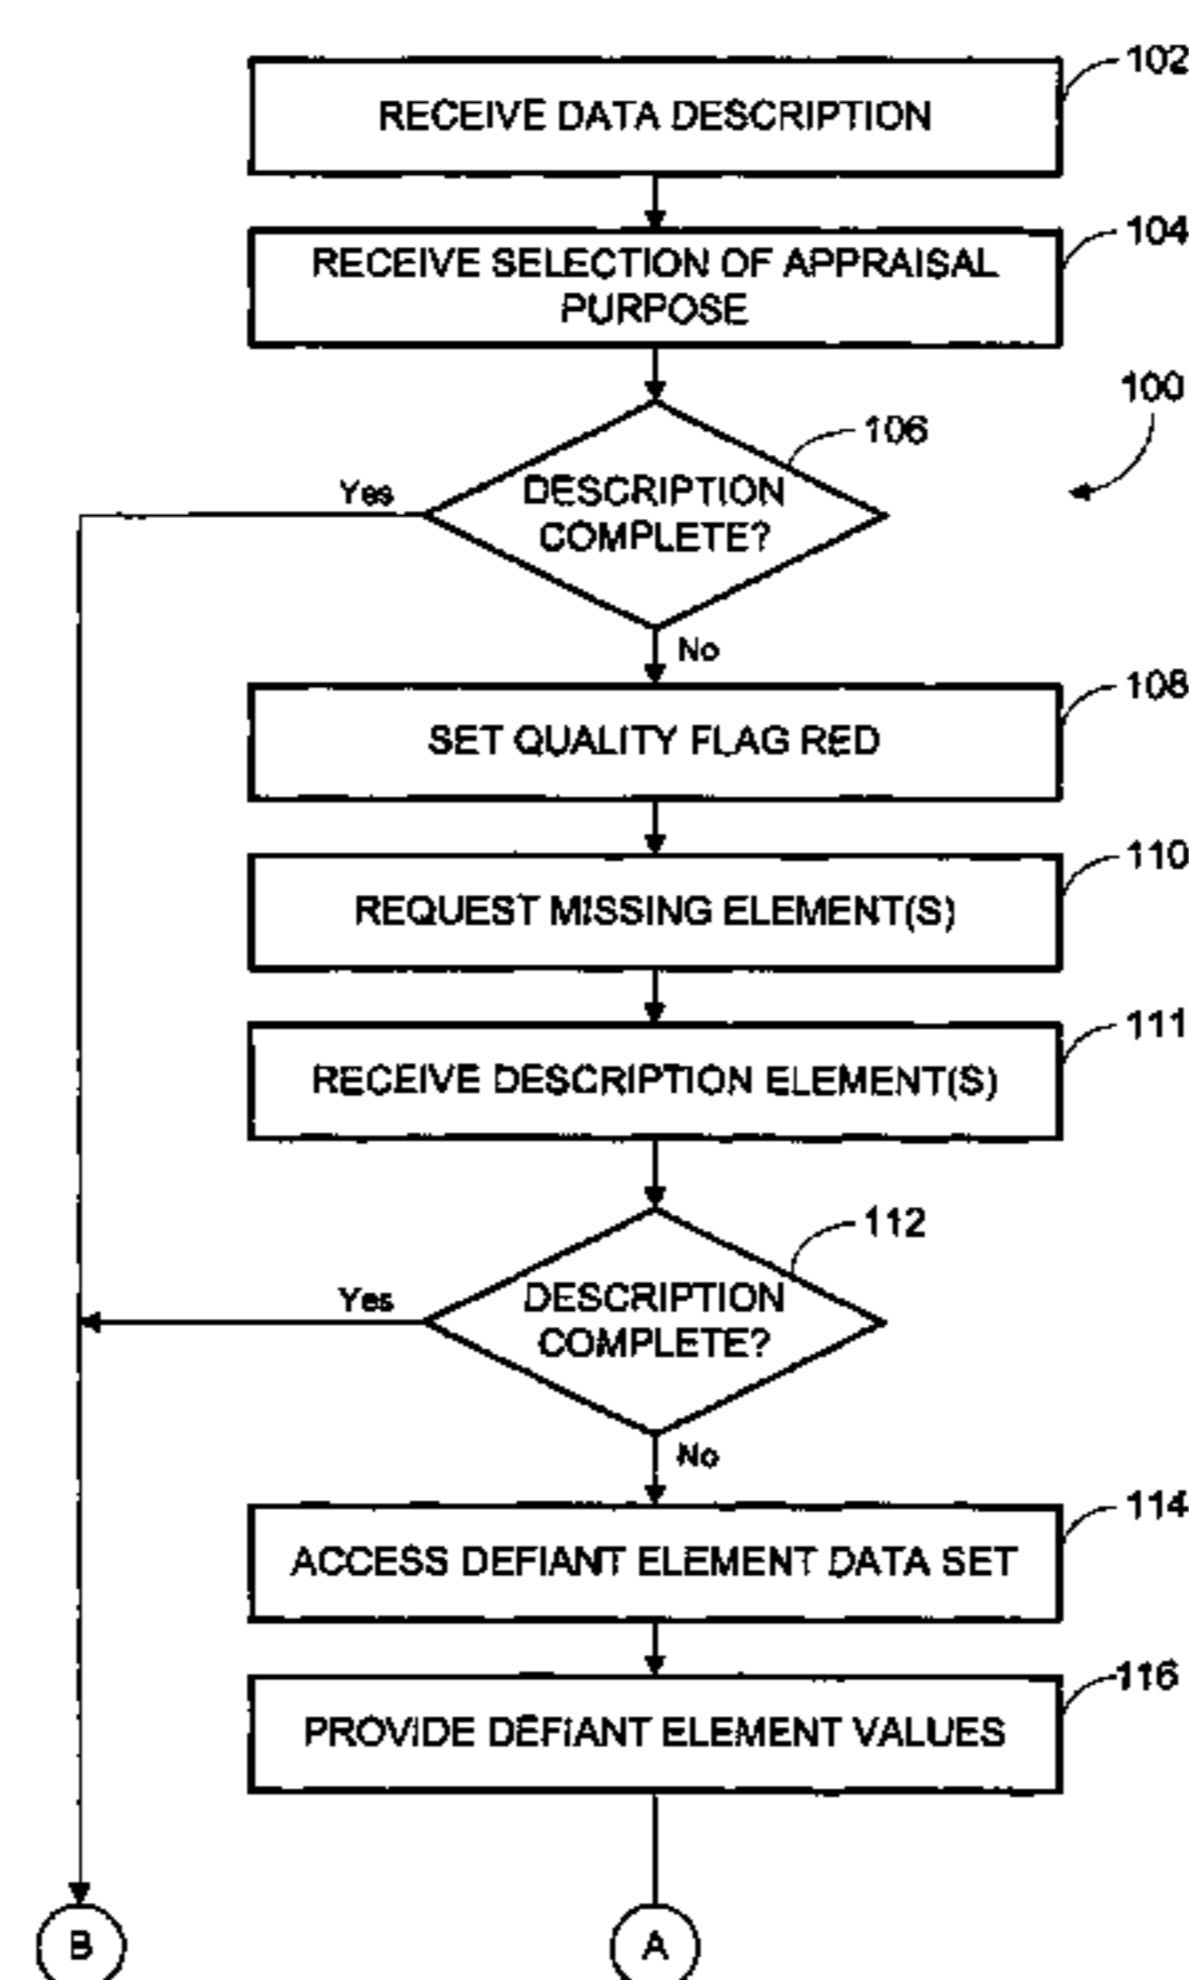 102
RECEIVE DATA DESCRIPTION
104
RECEIVE SELECTION OF APPRAISAL
PURPOSE
100
106
Yes
DESCRIPTION
COMPLETE?
No
108
SET QUALITY FLAG RED
110
REQUEST MISSING ELEMENT(S)
111
RECEIVE DESCRIPTION ELEMENT(S)
112
Yes
DESCRIPTION
COMPLETE?
No
114
ACCESS DEFIANT ELEMENT DATA SET
116
PROVIDE DEFIANT ELEMENT VALUES
B
A